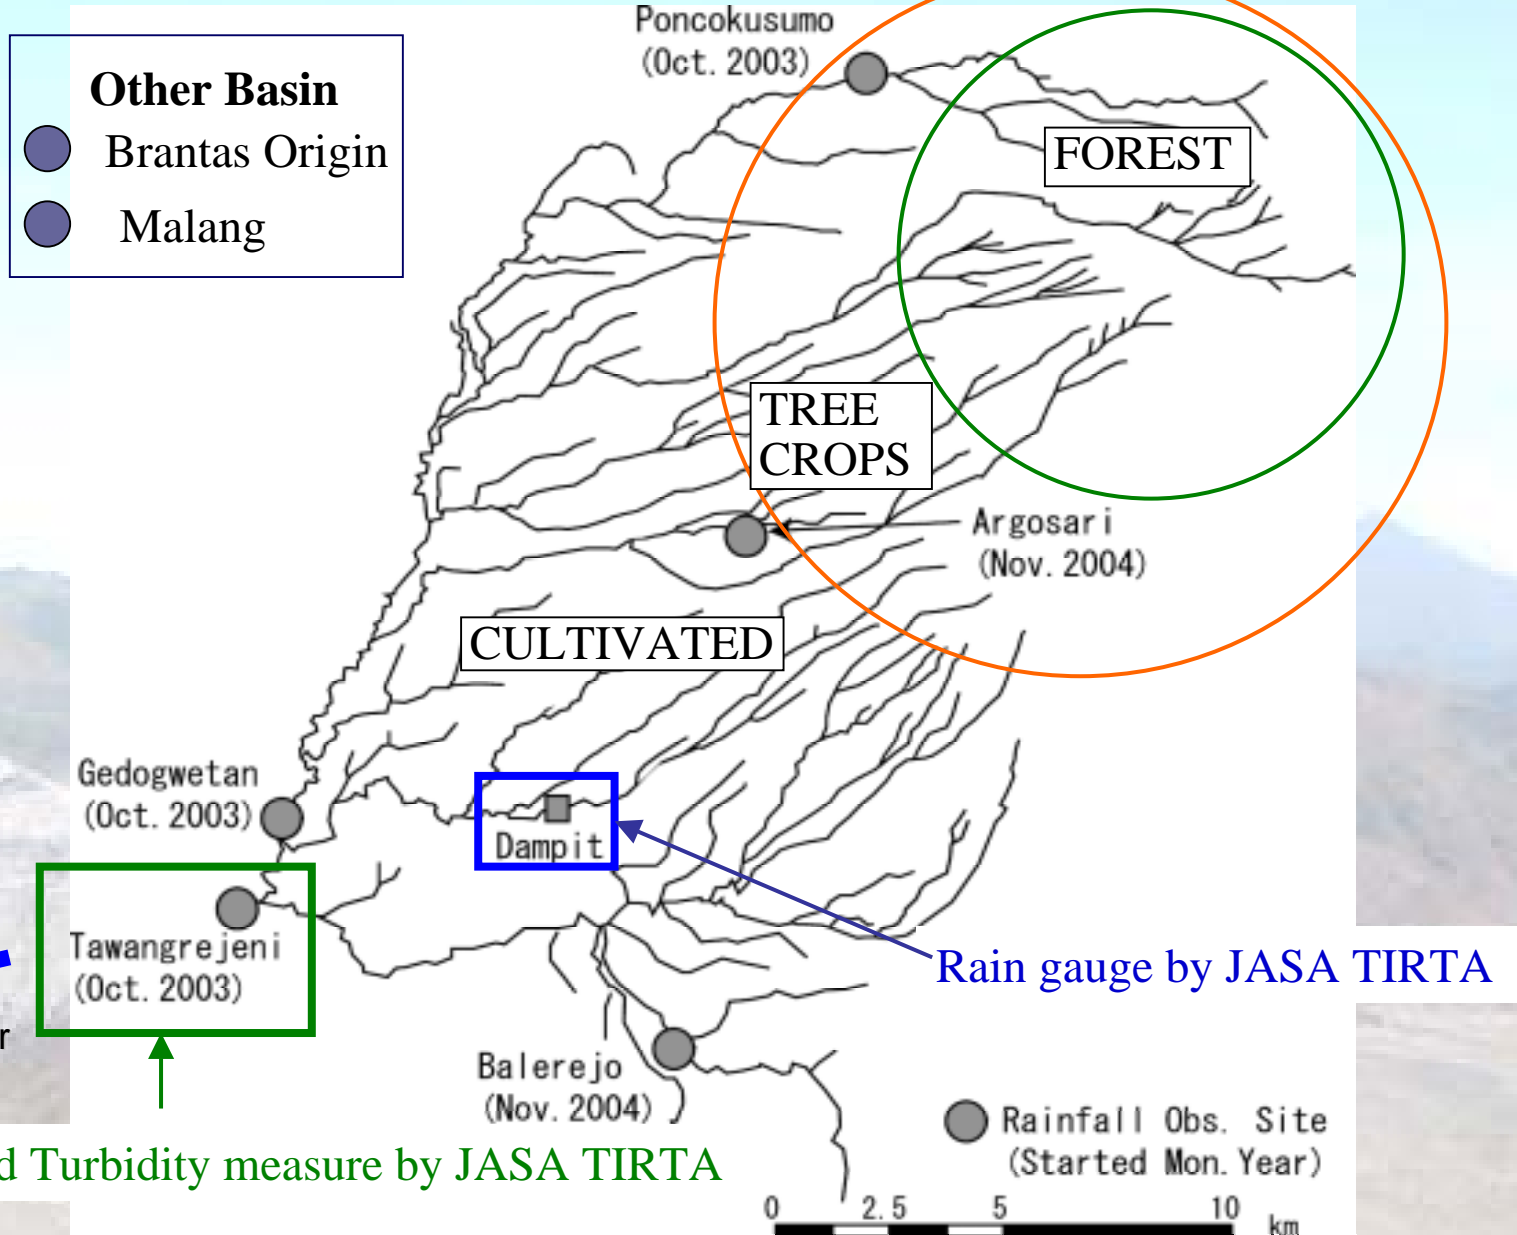 Poncokusumo
(Oct. 2003)
Other Basin
Brantas Origin
Malang
FOREST
TREE
CROPS
Argosari
(Nov. 2004)
CULTIVATED
Gedogwetan
(Oct. 2003)
Dampit
Tawangrejeni
(Oct. 2003)
Rain gauge by JASA TIRTA
r
Balerejo
(Nov. 2004)
Rainfall Obs. Site
(Started Mon. Year)
d Turbidity measure by JASA TIRTA
0 2.5 5 10 km